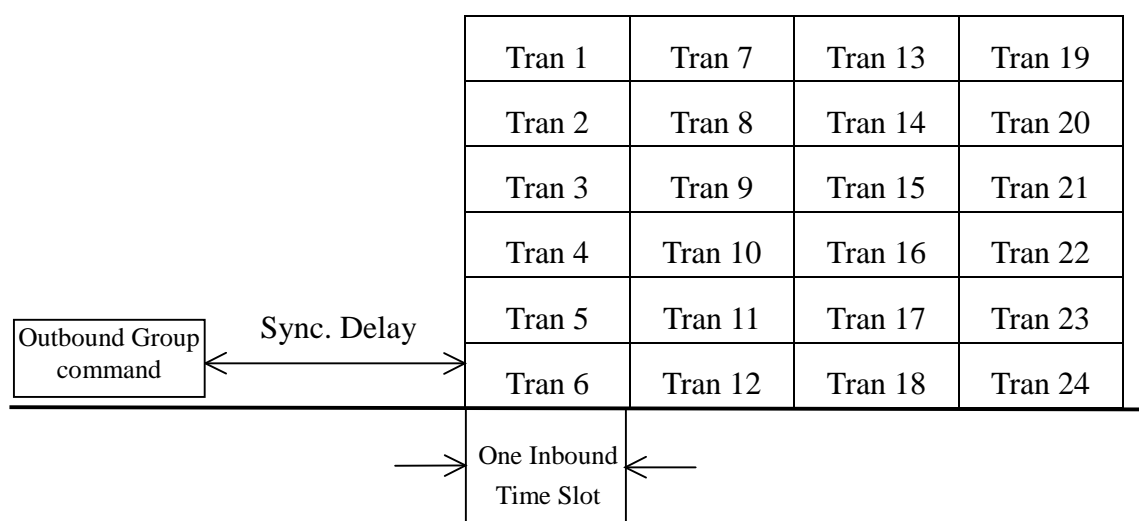 Tran 1 Tran 7 Tran 13 Tran 19
Tran 2 Tran 8 Tran 14 Tran 20
Tran 3 Tran 9 Tran 15 Tran 21
Tran 4 Tran 10 Tran 16 Tran 22
Tran 5 Tran 11 Tran 17 Tran 23
Tran 6 Tran 12 Tran 18 Tran 24
Outbound Group
command
Sync. Delay
One Inbound
Time Slot